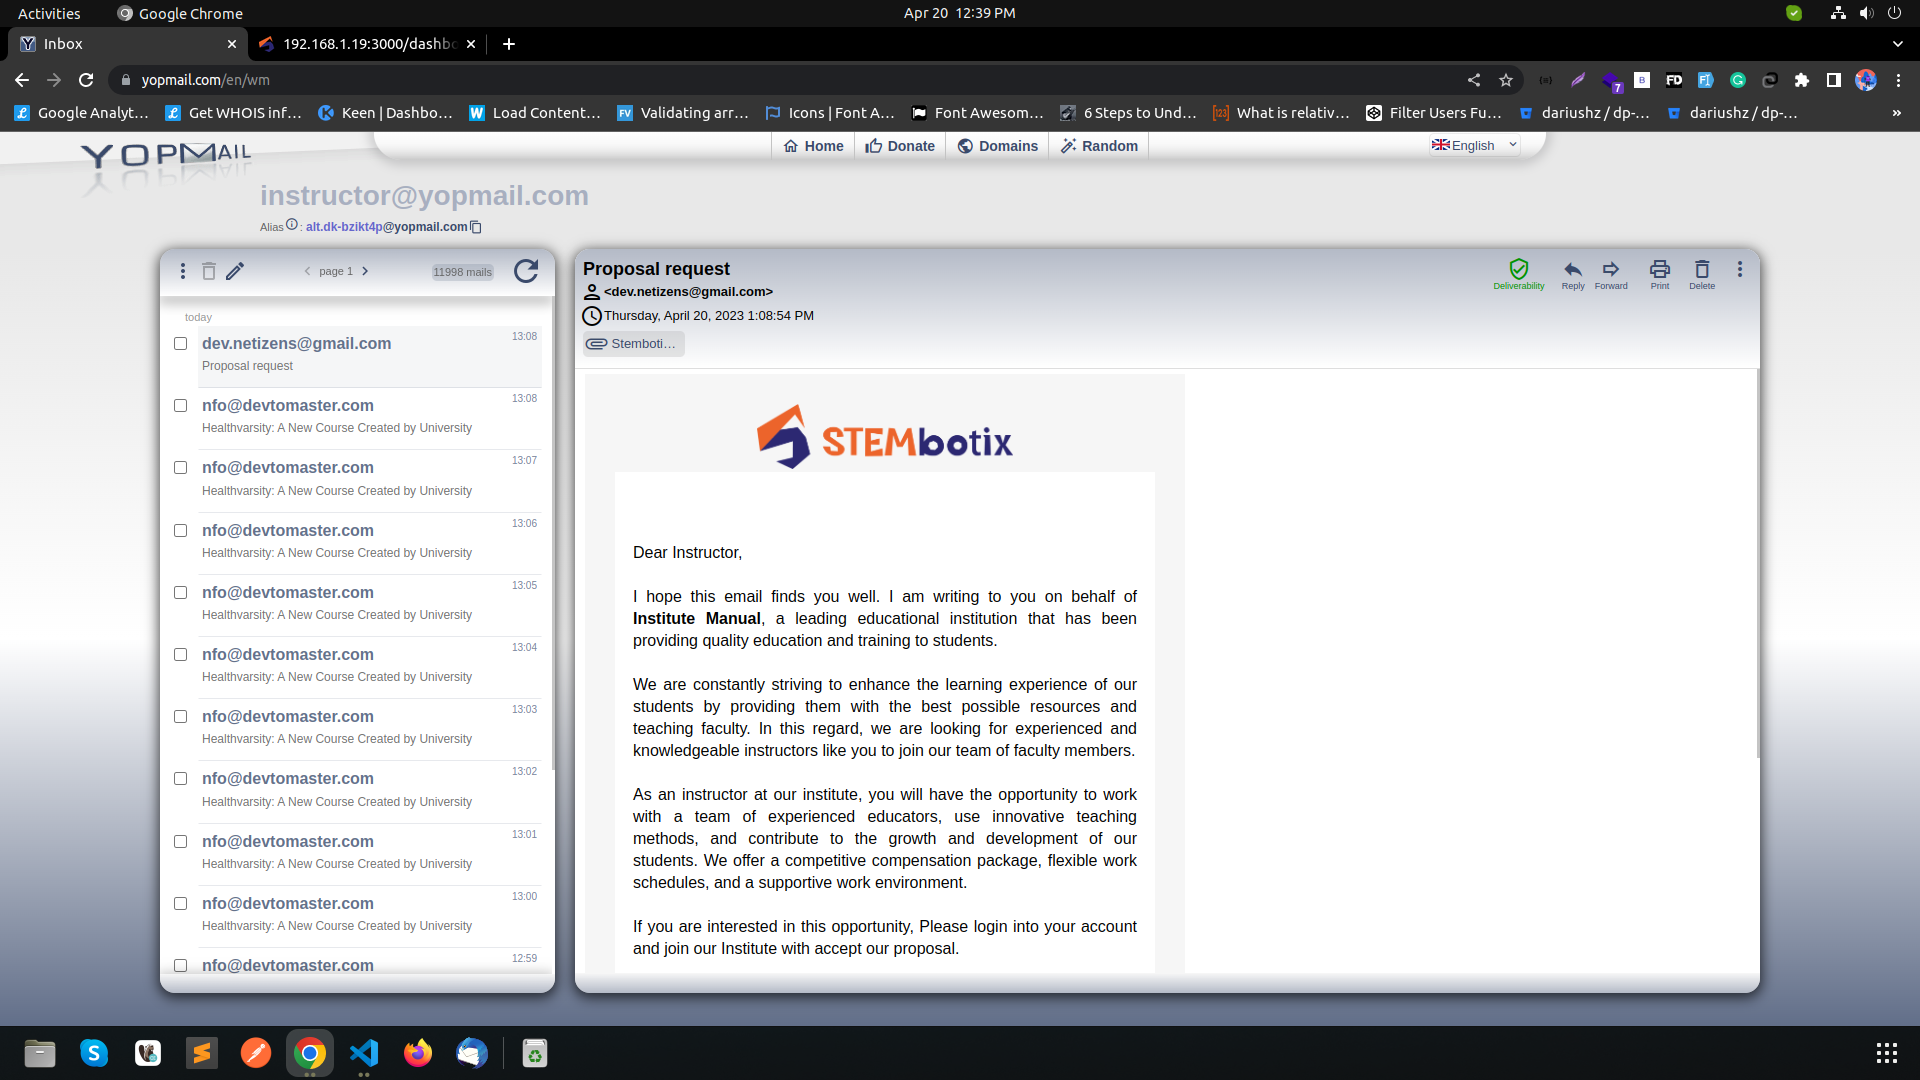 Activities
Google Chrome
Apr 20 12:39 PM
Inbox
192.168.1.19:3000/dashbo
yopmail.com/en/wm
7
Google Analyt…
Get WHOIS inf…
Keen | Dashbo…
Load Content…
Validating arr…
Icons | Font A…
Font Awesom…
6 Steps to Und…
What is relativ…
Filter Users Fu…
dariushz / dp-…
dariushz / dp-…
YOPMAIL
Home
Donate
Domains
Random
English
instructor@yopmail.com
Alias : alt.dk-bzikt4p@yopmail.com
page 1
11998 mails
today
dev.netizens@gmail.com
13:08
Proposal request
nfo@devtomaster.com
13:08
Healthvarsity: A New Course Created by University
nfo@devtomaster.com
13:07
Healthvarsity: A New Course Created by University
nfo@devtomaster.com
13:06
Healthvarsity: A New Course Created by University
nfo@devtomaster.com
13:05
Healthvarsity: A New Course Created by University
nfo@devtomaster.com
13:04
Healthvarsity: A New Course Created by University
nfo@devtomaster.com
13:03
Healthvarsity: A New Course Created by University
nfo@devtomaster.com
13:02
Healthvarsity: A New Course Created by University
nfo@devtomaster.com
13:01
Healthvarsity: A New Course Created by University
nfo@devtomaster.com
13:00
Healthvarsity: A New Course Created by University
nfo@devtomaster.com
12:59
Proposal request
<dev.netizens@gmail.com>
Thursday, April 20, 2023 1:08:54 PM
Stemboti…
Deliverability
Reply
Forward
Print
Delete
STEMbotix
Dear Instructor,
I hope this email finds you well. I am writing to you on behalf of
Institute Manual, a leading educational institution that has been
providing quality education and training to students.
We are constantly striving to enhance the learning experience of our
students by providing them with the best possible resources and
teaching faculty. In this regard, we are looking for experienced and
knowledgeable instructors like you to join our team of faculty members.
As an instructor at our institute, you will have the opportunity to work
with a team of experienced educators, use innovative teaching
methods, and contribute to the growth and development of our
students. We offer a competitive compensation package, flexible work
schedules, and a supportive work environment.
If you are interested in this opportunity, Please login into your account
and join our Institute with accept our proposal.